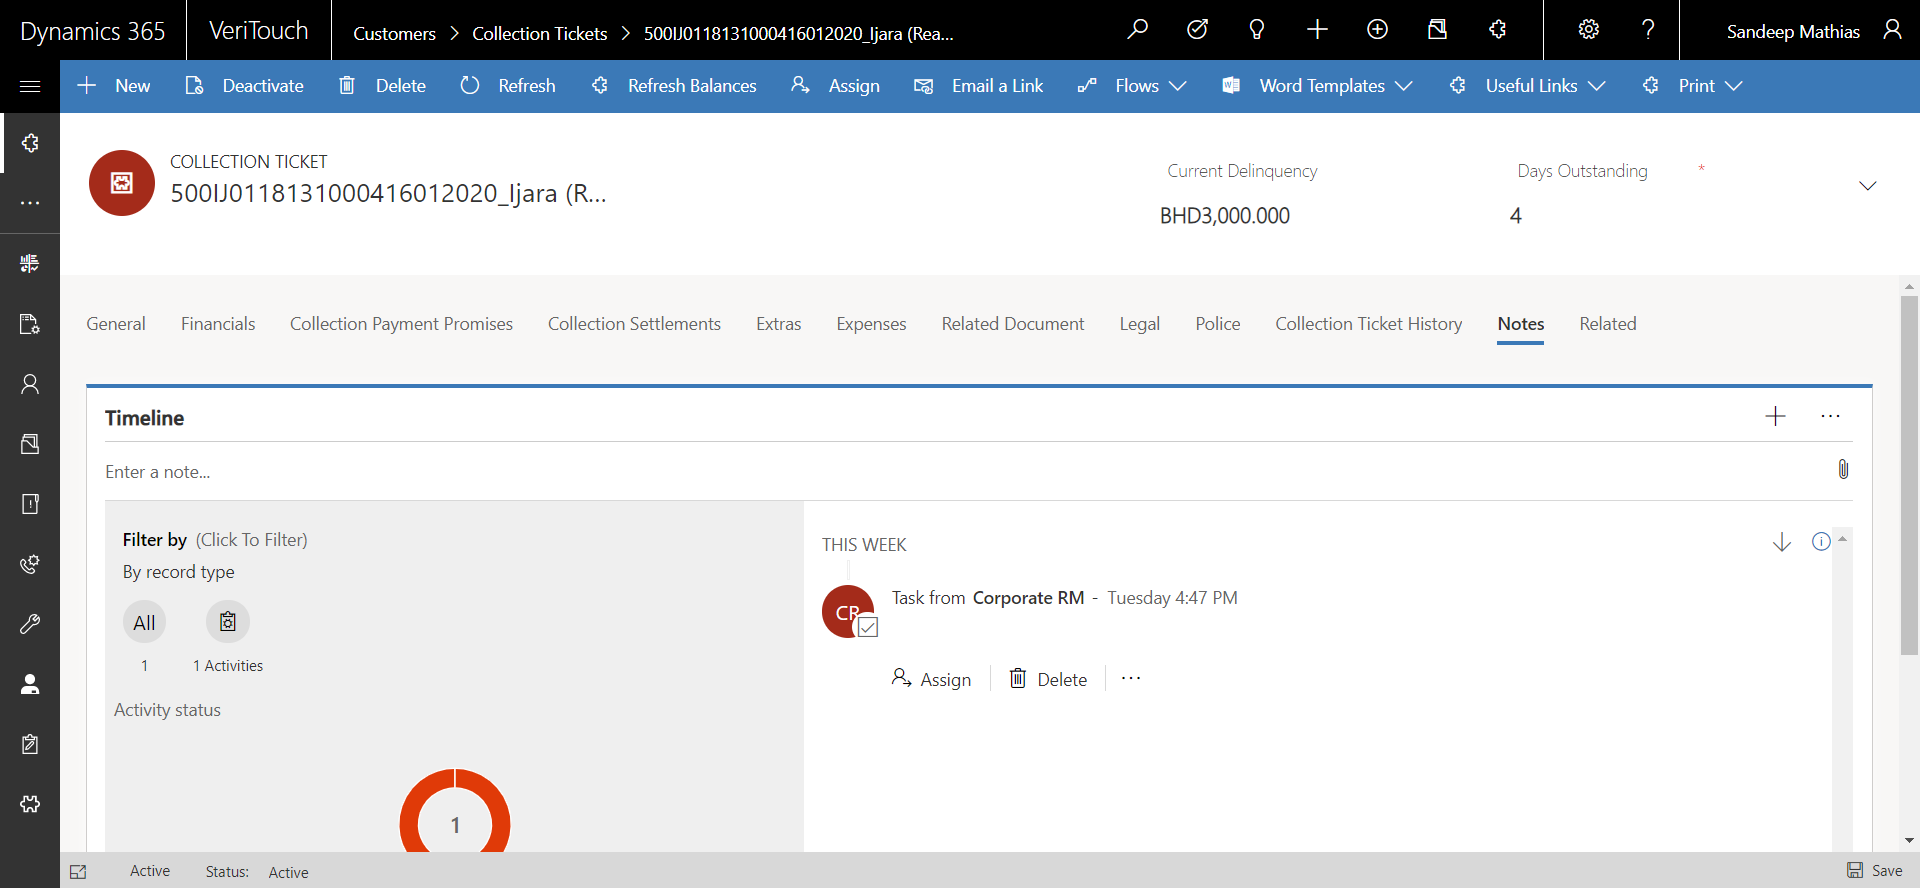 Dynamics 365
VeriTouch
Customers > Collection Tickets > 500IJ0118131000416012020_Ijara (Rea...
?
Sandeep Mathias
New
Deactivate
Delete
Refresh
Refresh Balances
Assign
Email a Link
Flows
Word Templates
Useful Links
Print
COLLECTION TICKET
500IJ0118131000416012020_Ijara (R...
Current Delinquency
BHD3,000.000
Days Outstanding *
4
General
Financials
Collection Payment Promises
Collection Settlements
Extras
Expenses
Related Document
Legal
Police
Collection Ticket History
Notes
Related
Timeline
Enter a note...
Filter by (Click To Filter)
By record type
All
1
1 Activities
Activity status
1
THIS WEEK
CR
Task from Corporate RM - Tuesday 4:47 PM
Assign
Delete
Active
Status: Active
Save